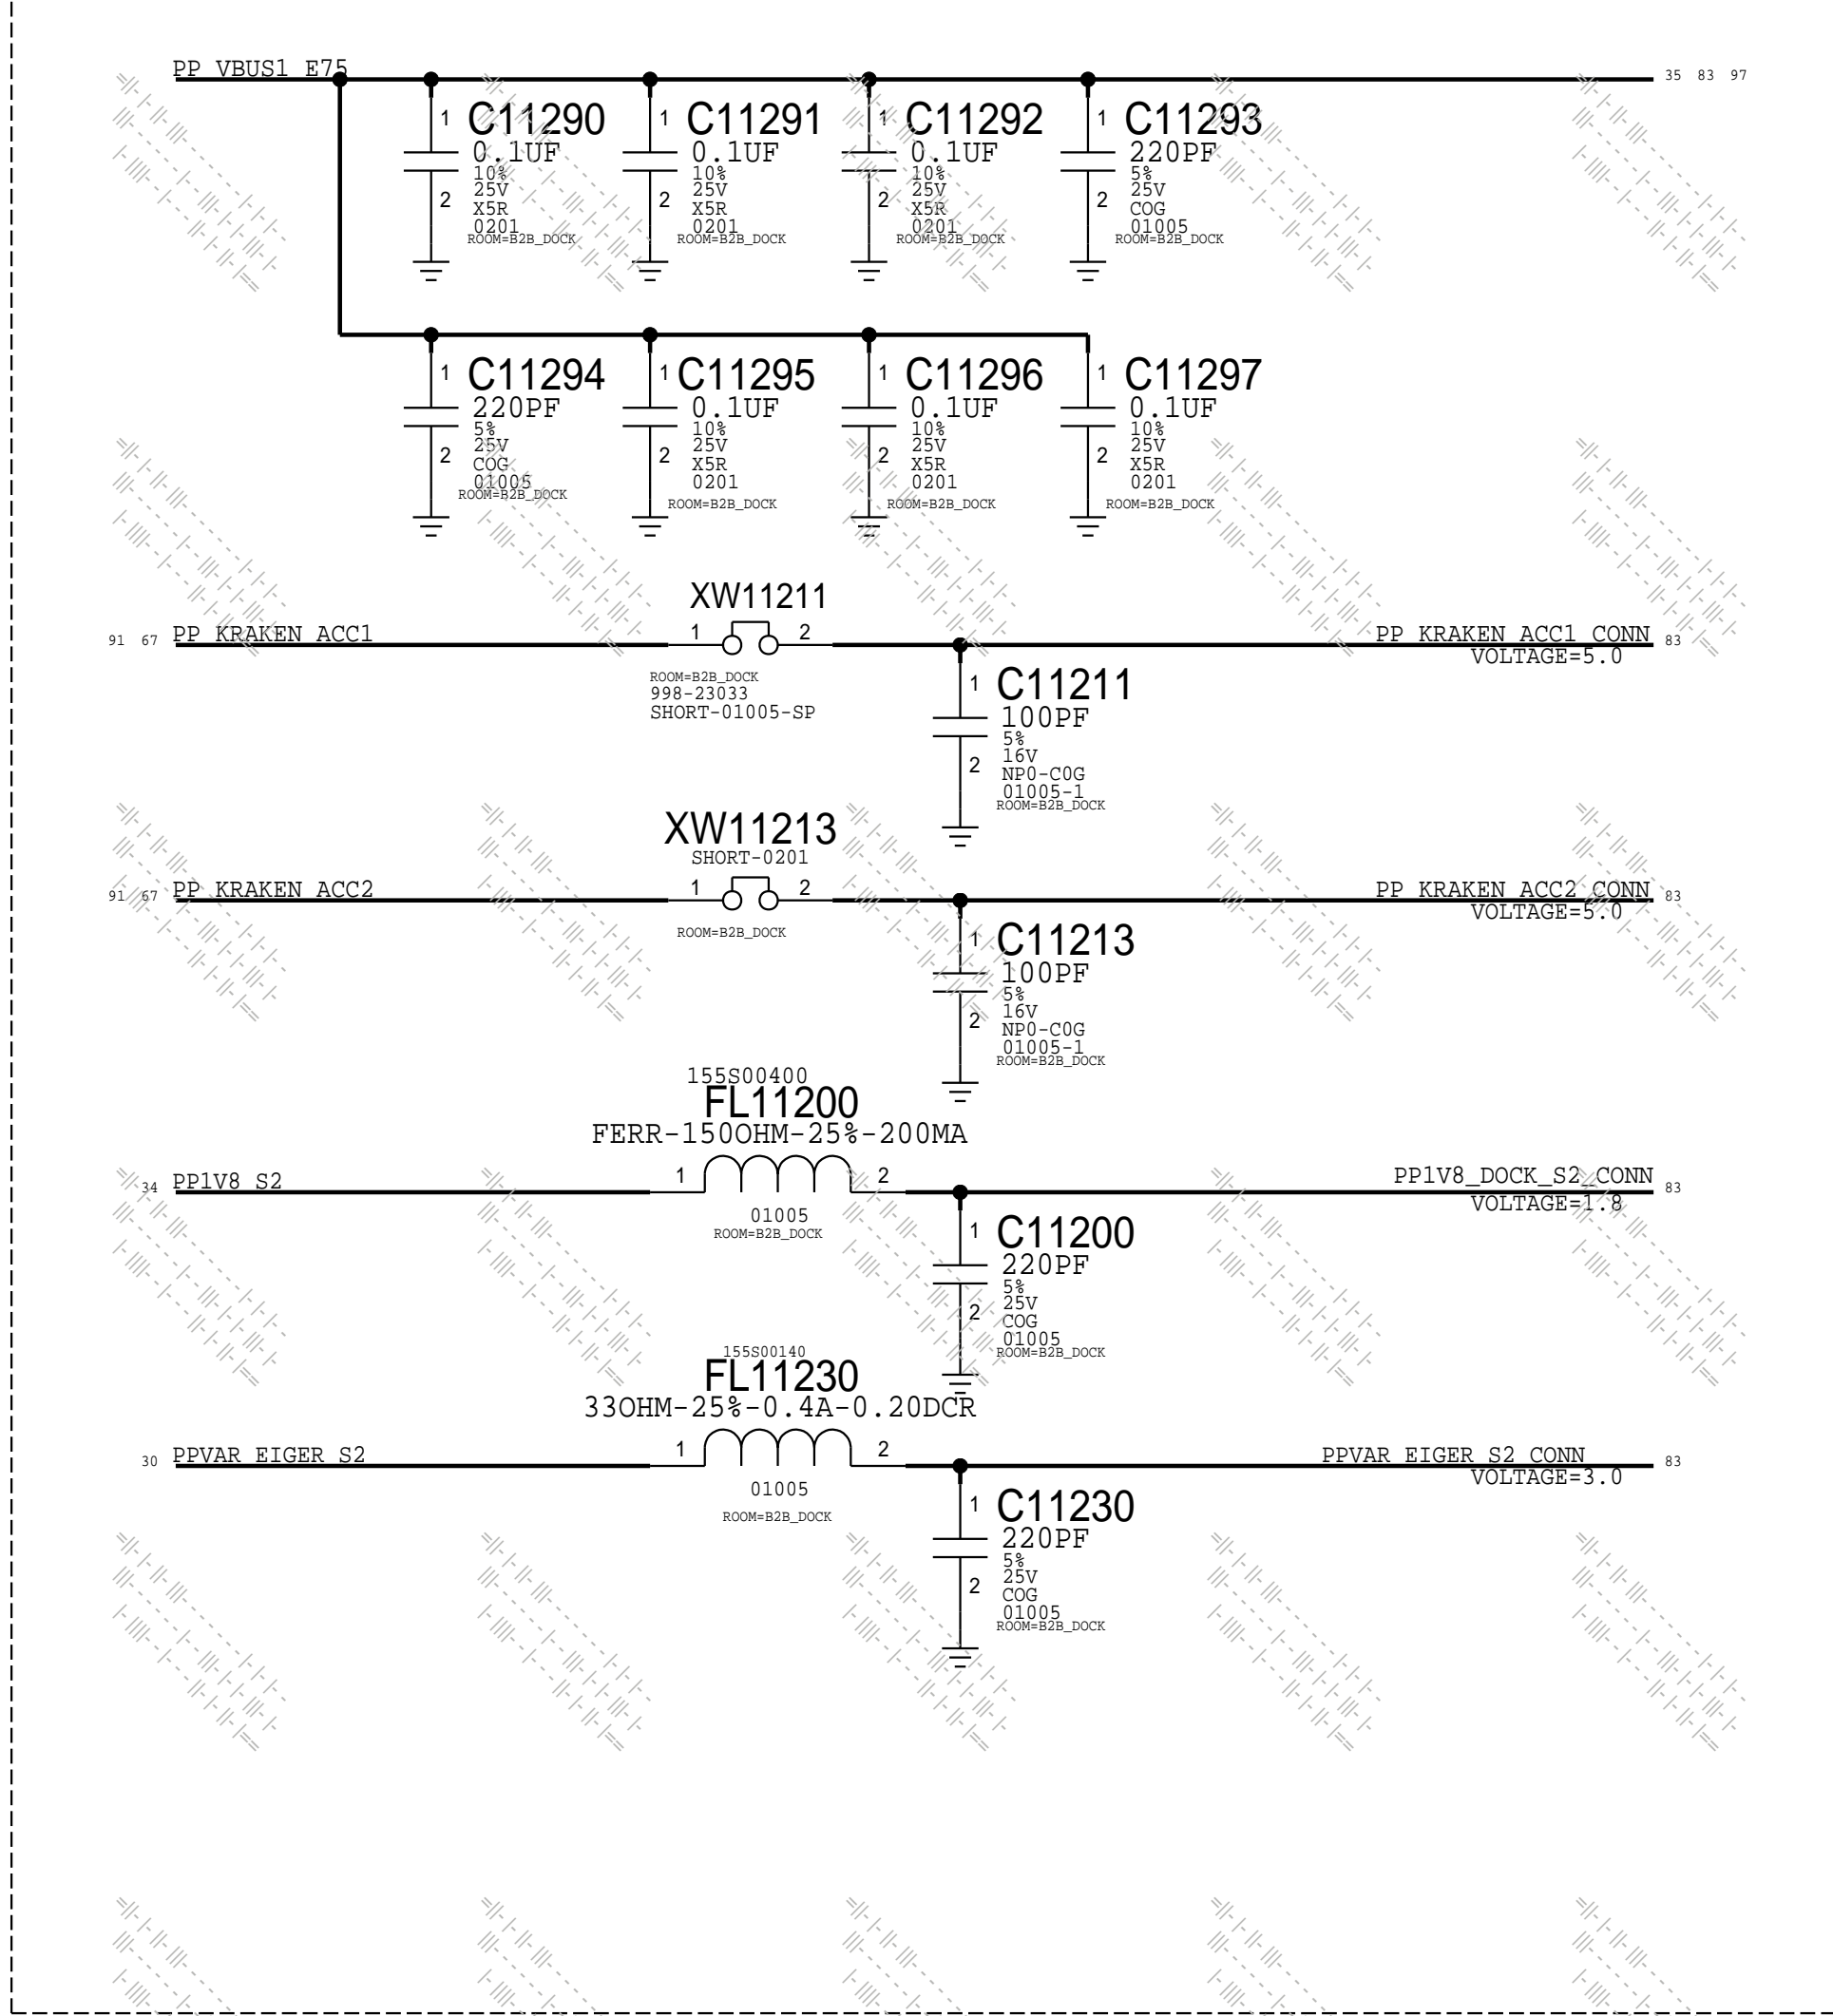 PP_VBUS1_E75
35 83 97
1 C11290
0.1UF
10%
25V
2 X5R
0201
ROOM=B2B_DOCK
1 C11291
0.1UF
10%
25V
2 X5R
0201
ROOM=B2B_DOCK
1 C11292
0.1UF
10%
25V
2 X5R
0201
ROOM=B2B_DOCK
1 C11293
220PF
5%
25V
2 COG
01005
ROOM=B2B_DOCK
1 C11294
220PF
5%
25V
2 COG
01005
ROOM=B2B_DOCK
1 C11295
0.1UF
10%
25V
2 X5R
0201
ROOM=B2B_DOCK
1 C11296
0.1UF
10%
25V
2 X5R
0201
ROOM=B2B_DOCK
1 C11297
0.1UF
10%
25V
2 X5R
0201
ROOM=B2B_DOCK
XW11211
91 67 PP_KRAKEN_ACC1
1 2
PP_KRAKEN_ACC1_CONN 83
VOLTAGE=5.0
ROOM=B2B_DOCK
998-23033
SHORT-01005-SP
1 C11211
100PF
5%
16V
2 NP0-C0G
01005-1
ROOM=B2B_DOCK
XW11213
SHORT-0201
91 67 PP_KRAKEN_ACC2
1 2
PP_KRAKEN_ACC2_CONN 83
VOLTAGE=5.0
ROOM=B2B_DOCK
1 C11213
100PF
5%
16V
2 NP0-C0G
01005-1
ROOM=B2B_DOCK
155S00400
FL11200
FERR-150OHM-25%-200MA
34 PP1V8_S2
1 2
PP1V8_DOCK_S2_CONN 83
VOLTAGE=1.8
01005
ROOM=B2B_DOCK
1 C11200
220PF
5%
25V
2 COG
01005
ROOM=B2B_DOCK
155S00140
FL11230
33OHM-25%-0.4A-0.20DCR
30 PPVAR_EIGER_S2
1 2
PPVAR_EIGER_S2_CONN 83
VOLTAGE=3.0
01005
ROOM=B2B_DOCK
1 C11230
220PF
5%
25V
2 COG
01005
ROOM=B2B_DOCK